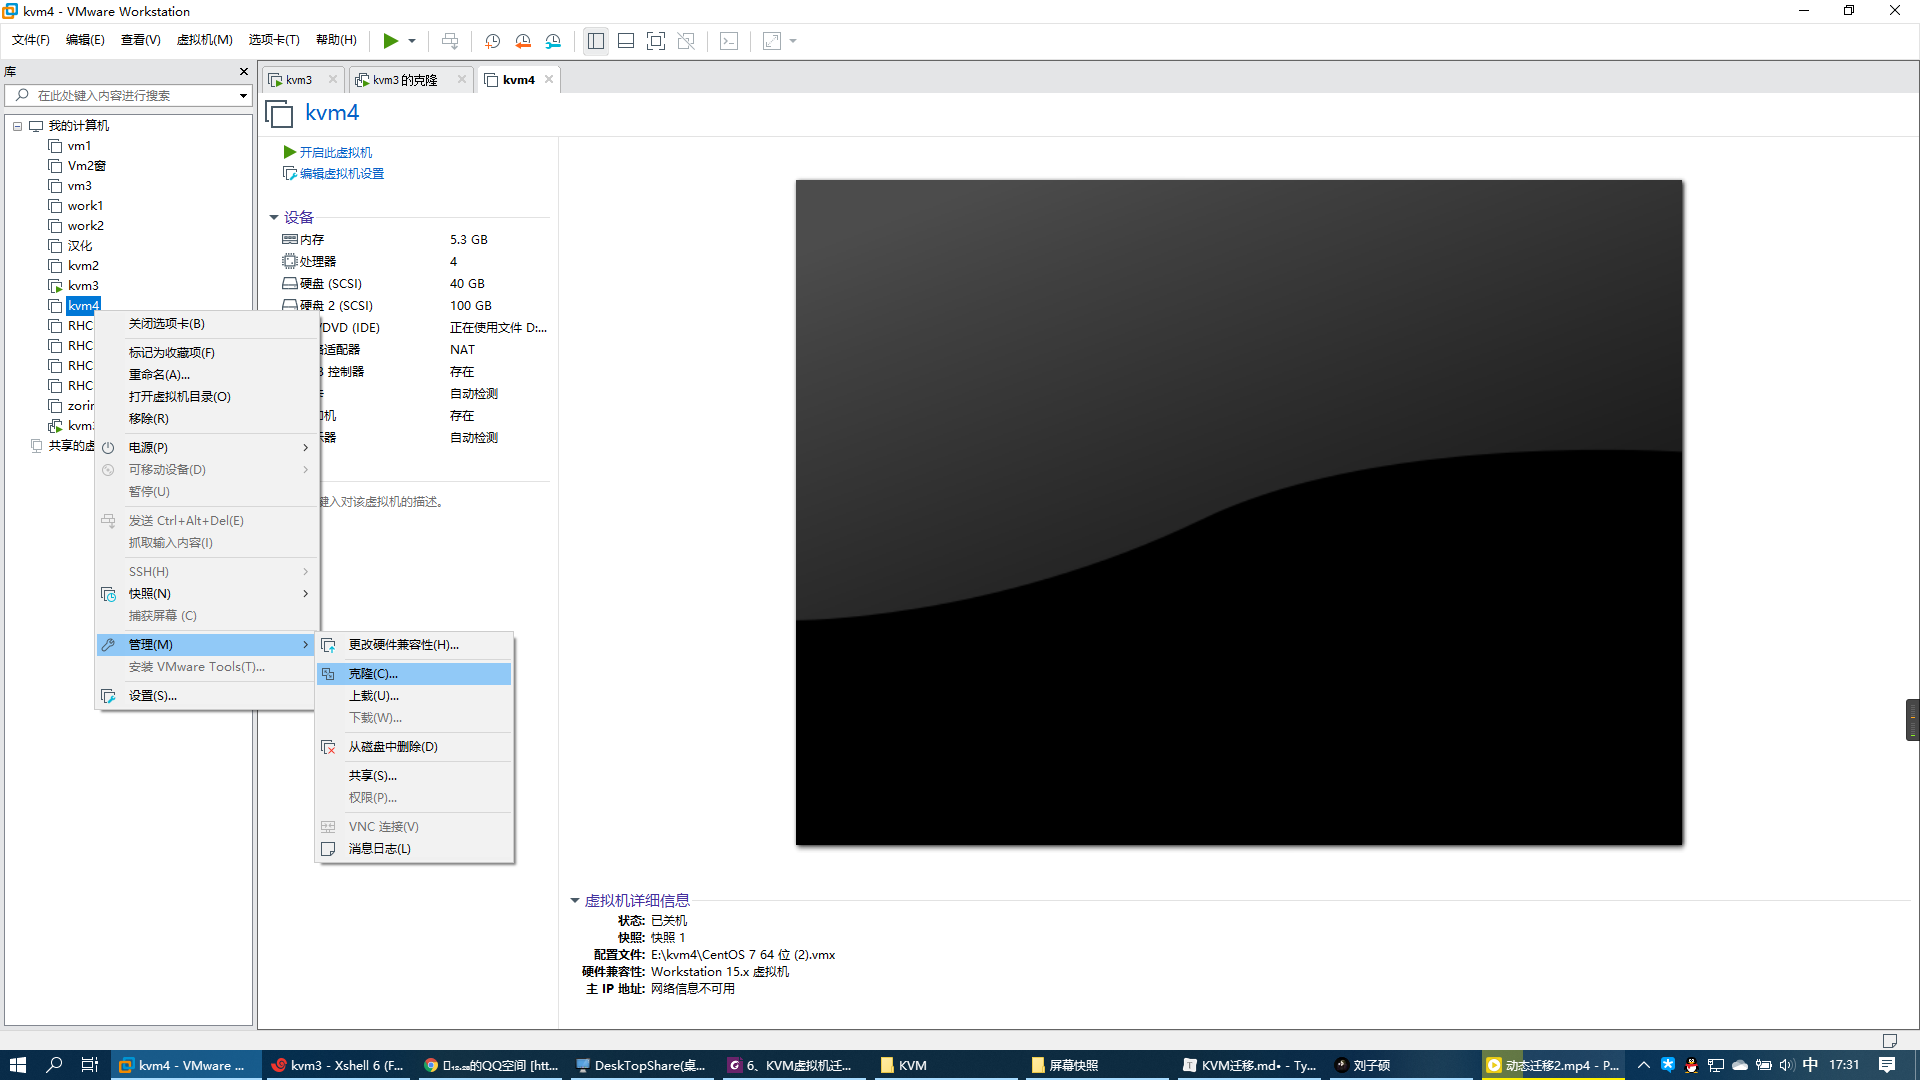 kvm4 - VMware Workstation
文件(F) 编辑(E) 查看(V) 虚拟机(M) 选项卡(T) 帮助(H)
库
在此处键入内容进行搜索
我的计算机
vm1
Vm2窗
vm3
work1
work2
汉化
kvm2
kvm3
kvm4
RHC
RHC
RHC
RHC
zorin
kvm3
共享的虚
kvm3
kvm3 的克隆
kvm4
kvm4
开启此虚拟机
编辑虚拟机设置
设备
内存 5.3 GB
处理器 4
硬盘 (SCSI) 40 GB
硬盘 2 (SCSI) 100 GB
/DVD (IDE) 正在使用文件 D:...
适配器 NAT
控制器 存在
自动检测
机 存在
器 自动检测
键入对该虚拟机的描述。
关闭选项卡(B)
标记为收藏项(F)
重命名(A)...
打开虚拟机目录(O)
移除(R)
电源(P)
可移动设备(D)
暂停(U)
发送 Ctrl+Alt+Del(E)
抓取输入内容(I)
SSH(H)
快照(N)
捕获屏幕 (C)
管理(M)
安装 VMware Tools(T)...
设置(S)...
更改硬件兼容性(H)...
克隆(C)...
上载(U)...
下载(W)...
从磁盘中删除(D)
共享(S)...
权限(P)...
VNC 连接(V)
消息日志(L)
虚拟机详细信息
状态: 已关机
快照: 快照 1
配置文件: E:\kvm4\CentOS 7 64 位 (2).vmx
硬件兼容性: Workstation 15.x 虚拟机
主 IP 地址: 网络信息不可用
kvm4 - VMware ...
kvm3 - Xshell 6 (F...
的QQ空间 [htt...
DeskTopShare(桌...
6、KVM虚拟机迁...
KVM
屏幕快照
KVM迁移.md• - Ty...
刘子硕
动态迁移2.mp4 - P...
中
17:31